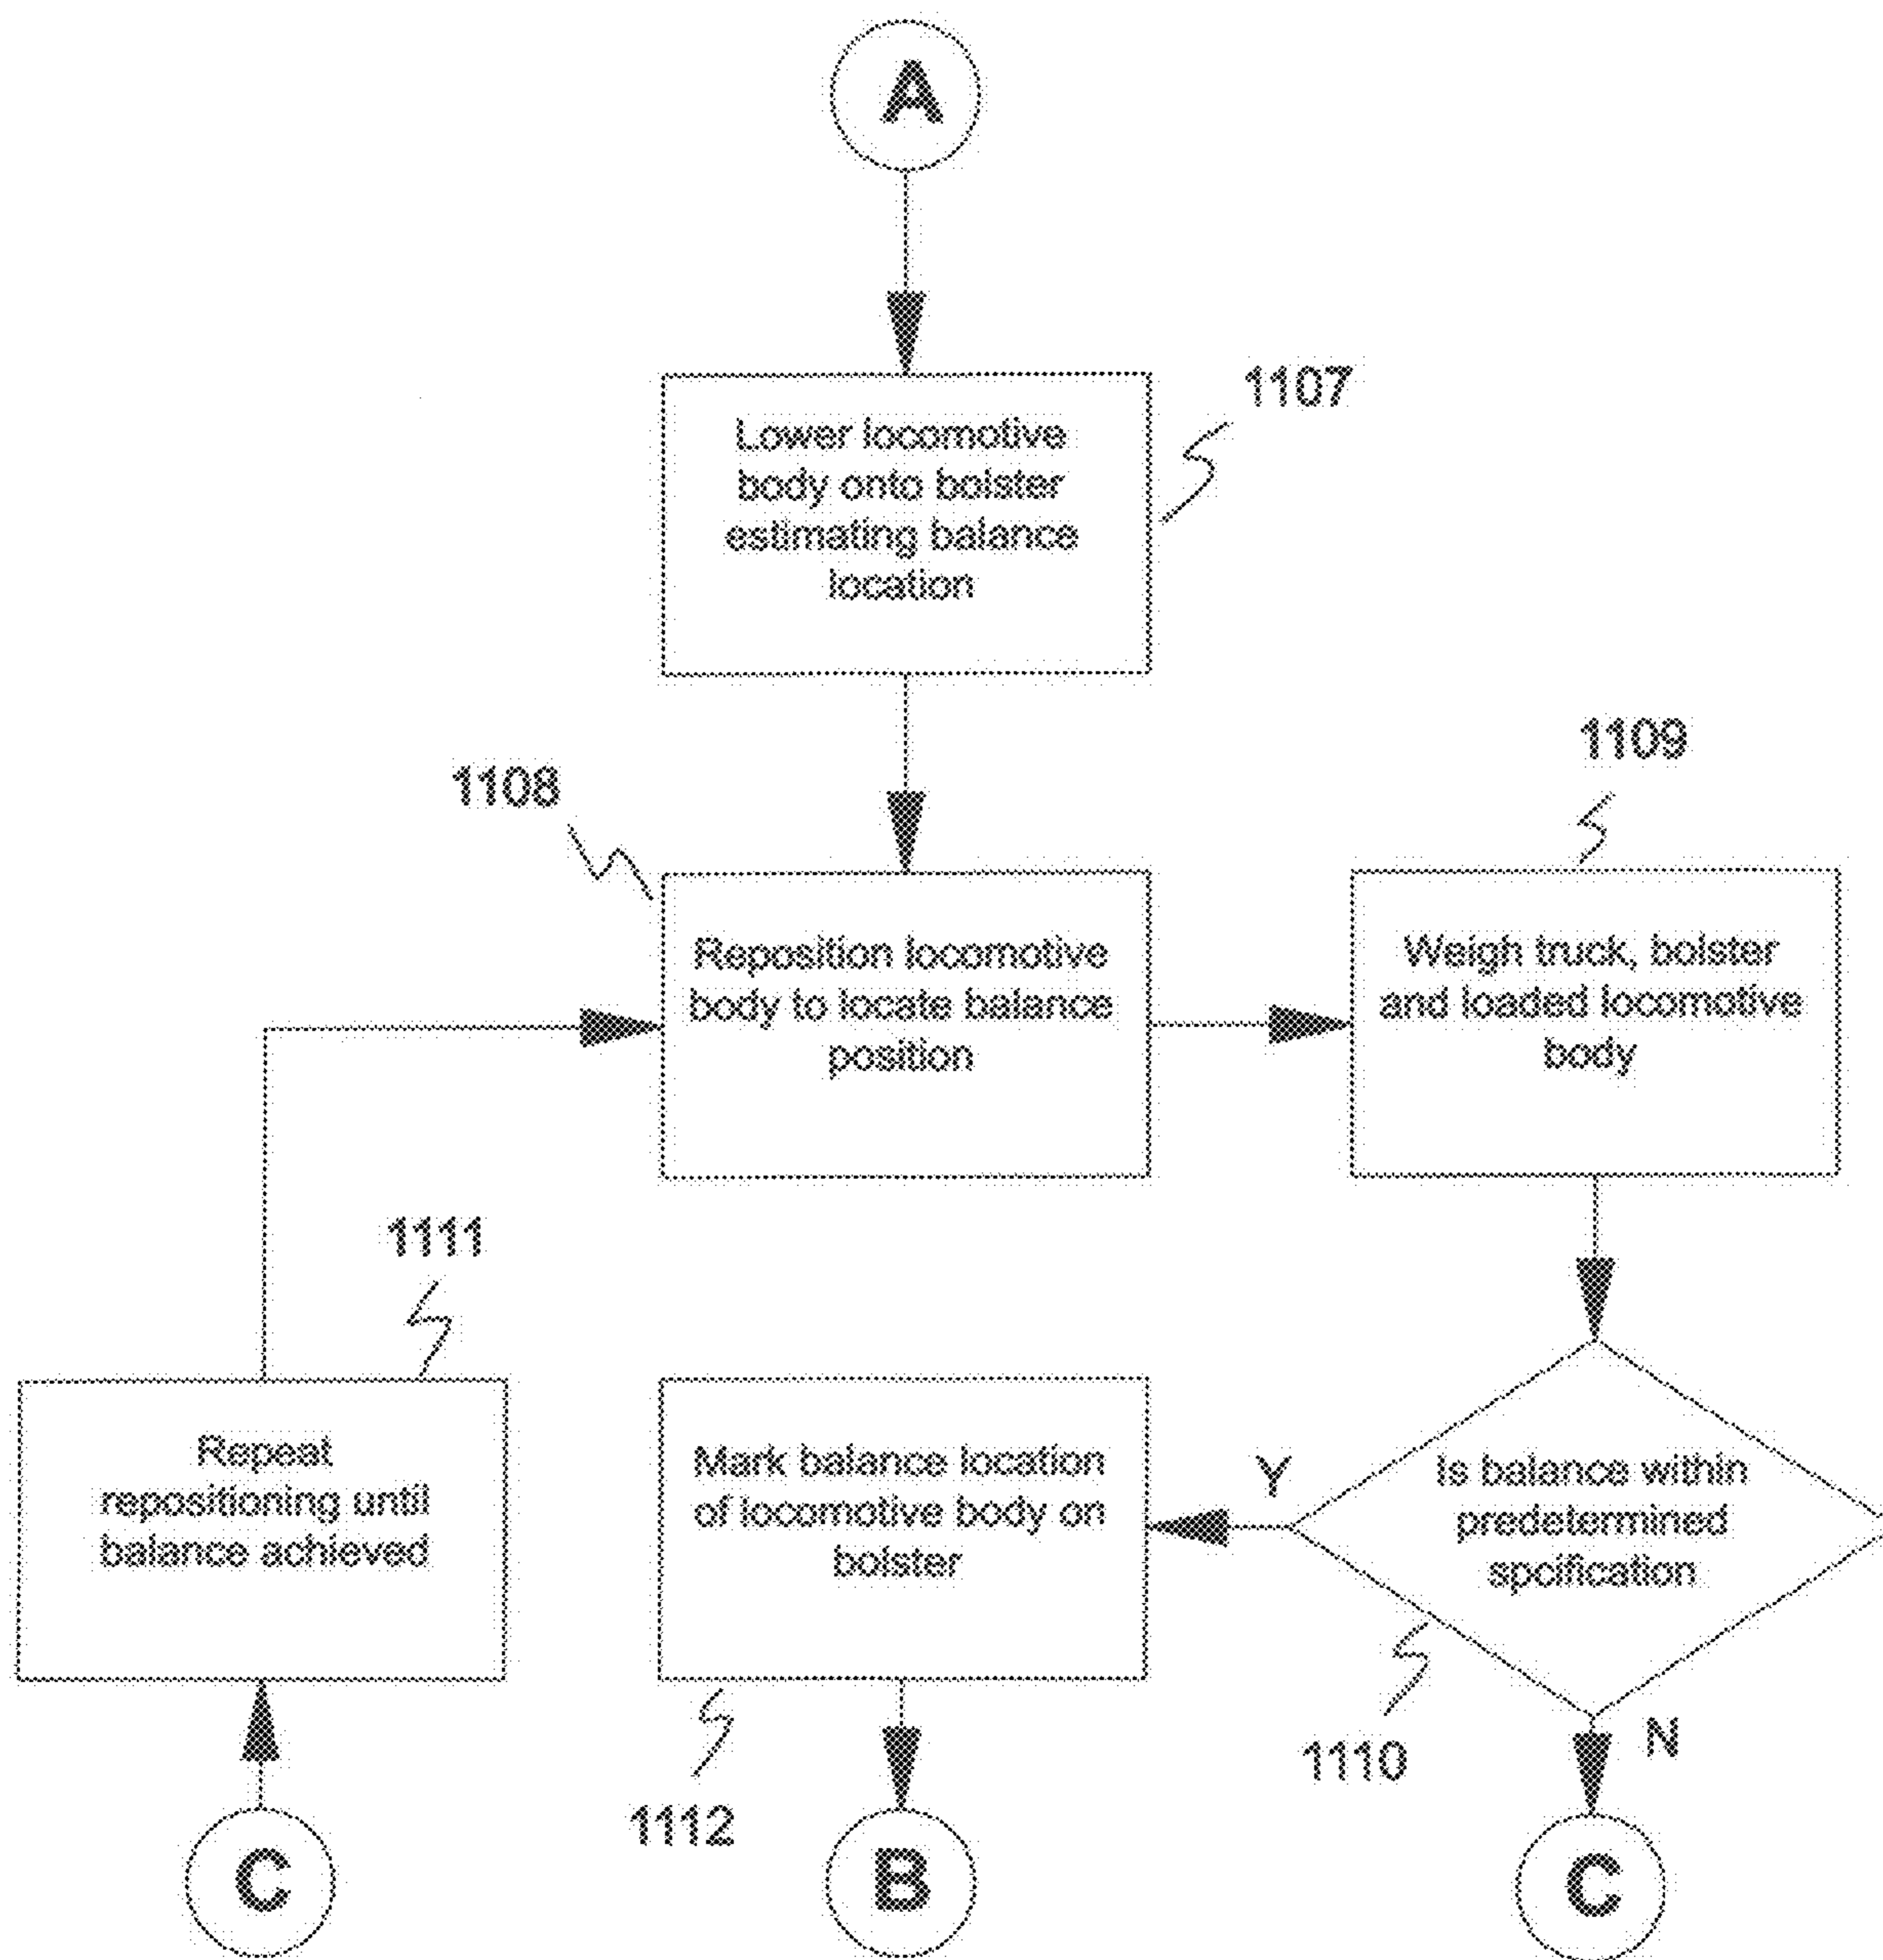 A
1107
Lower locomotive
body onto bolster
estimating balance
location
1108
1109
Reposition locomotive
body to locate balance
position
Weigh truck, bolster
and loaded locomotive
body
1111
Repeat
repositioning until
balance achieved
Mark balance location
of locomotive body on
bolster
Y
Is balance within
predetermined
spcification
1110
N
1112
C
B
C